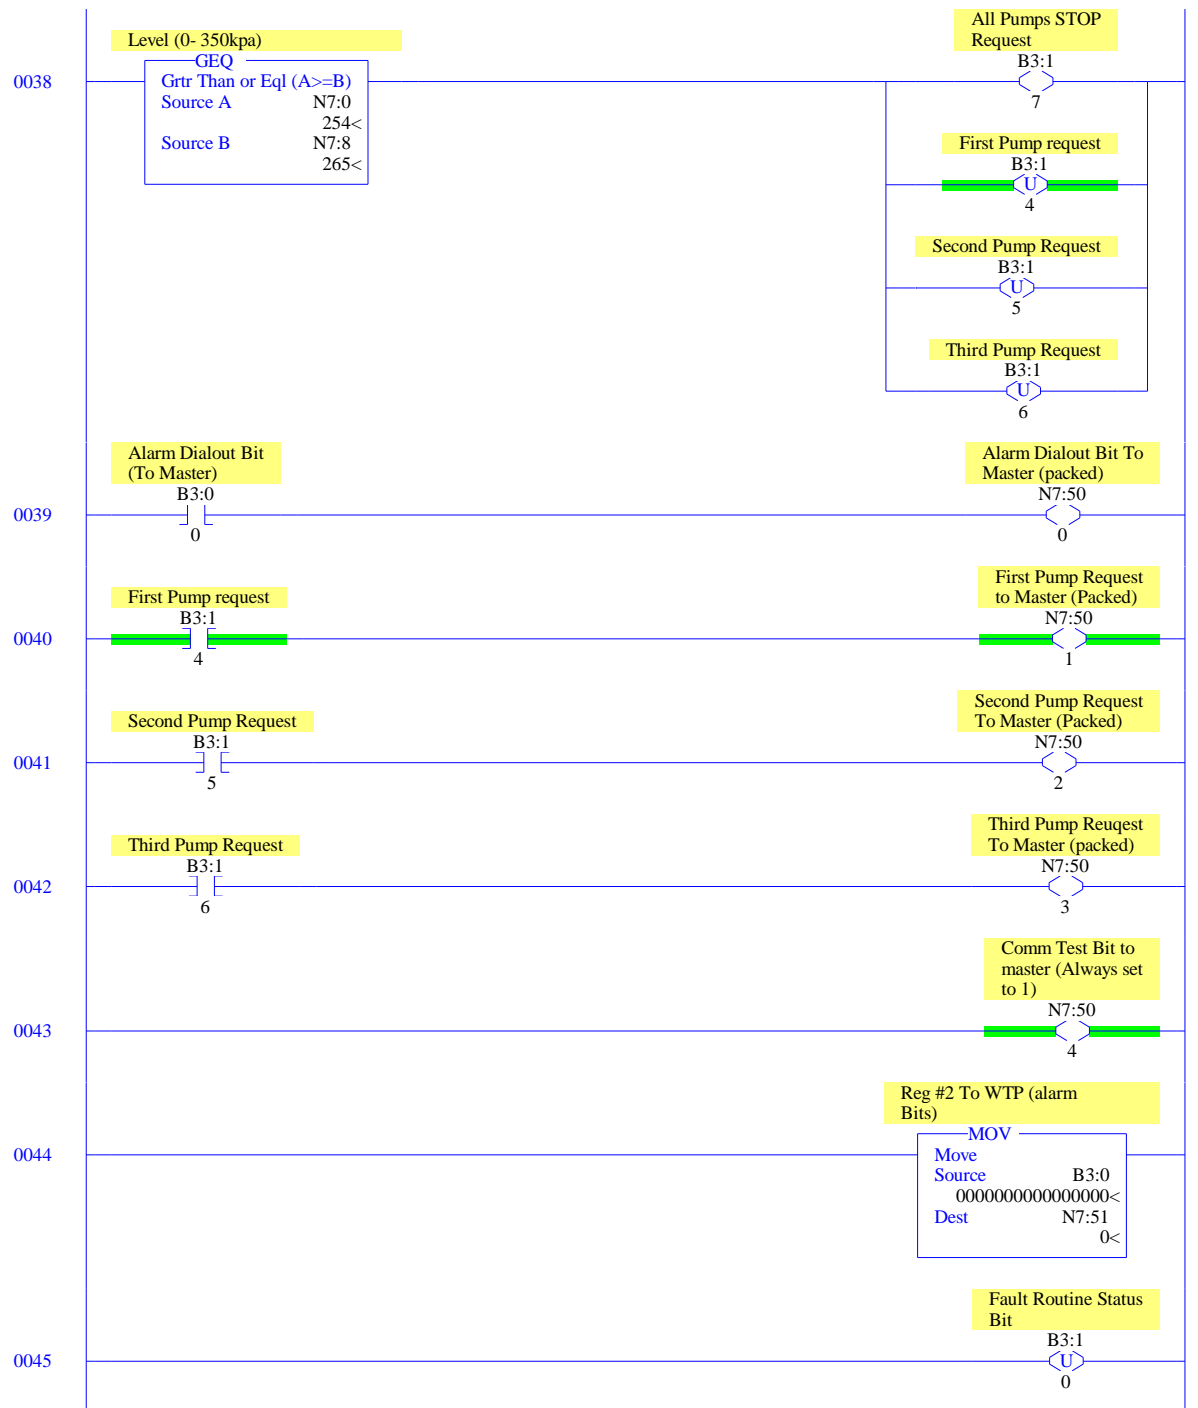 All Pumps STOP
Request
Level (0- 350kpa)
B3:1
GEQ
0038
Grtr Than or Eql (A>=B)
Source A N7:0
254<
Source B N7:8
265<
7
First Pump request
B3:1
U
4
Second Pump Request
B3:1
U
5
Third Pump Request
B3:1
U
6
Alarm Dialout Bit
(To Master)
B3:0
0039
0
Alarm Dialout Bit To
Master (packed)
N7:50
0
First Pump request
B3:1
0040
4
First Pump Request
to Master (Packed)
N7:50
1
Second Pump Request
B3:1
0041
5
Second Pump Request
To Master (Packed)
N7:50
2
Third Pump Request
B3:1
0042
6
Third Pump Reuqest
To Master (packed)
N7:50
3
Comm Test Bit to
master (Always set
to 1)
N7:50
0043
4
Reg #2 To WTP (alarm
Bits)
MOV
0044
Move
Source B3:0
0000000000000000<
Dest N7:51
0<
Fault Routine Status
Bit
B3:1
0045
U
0